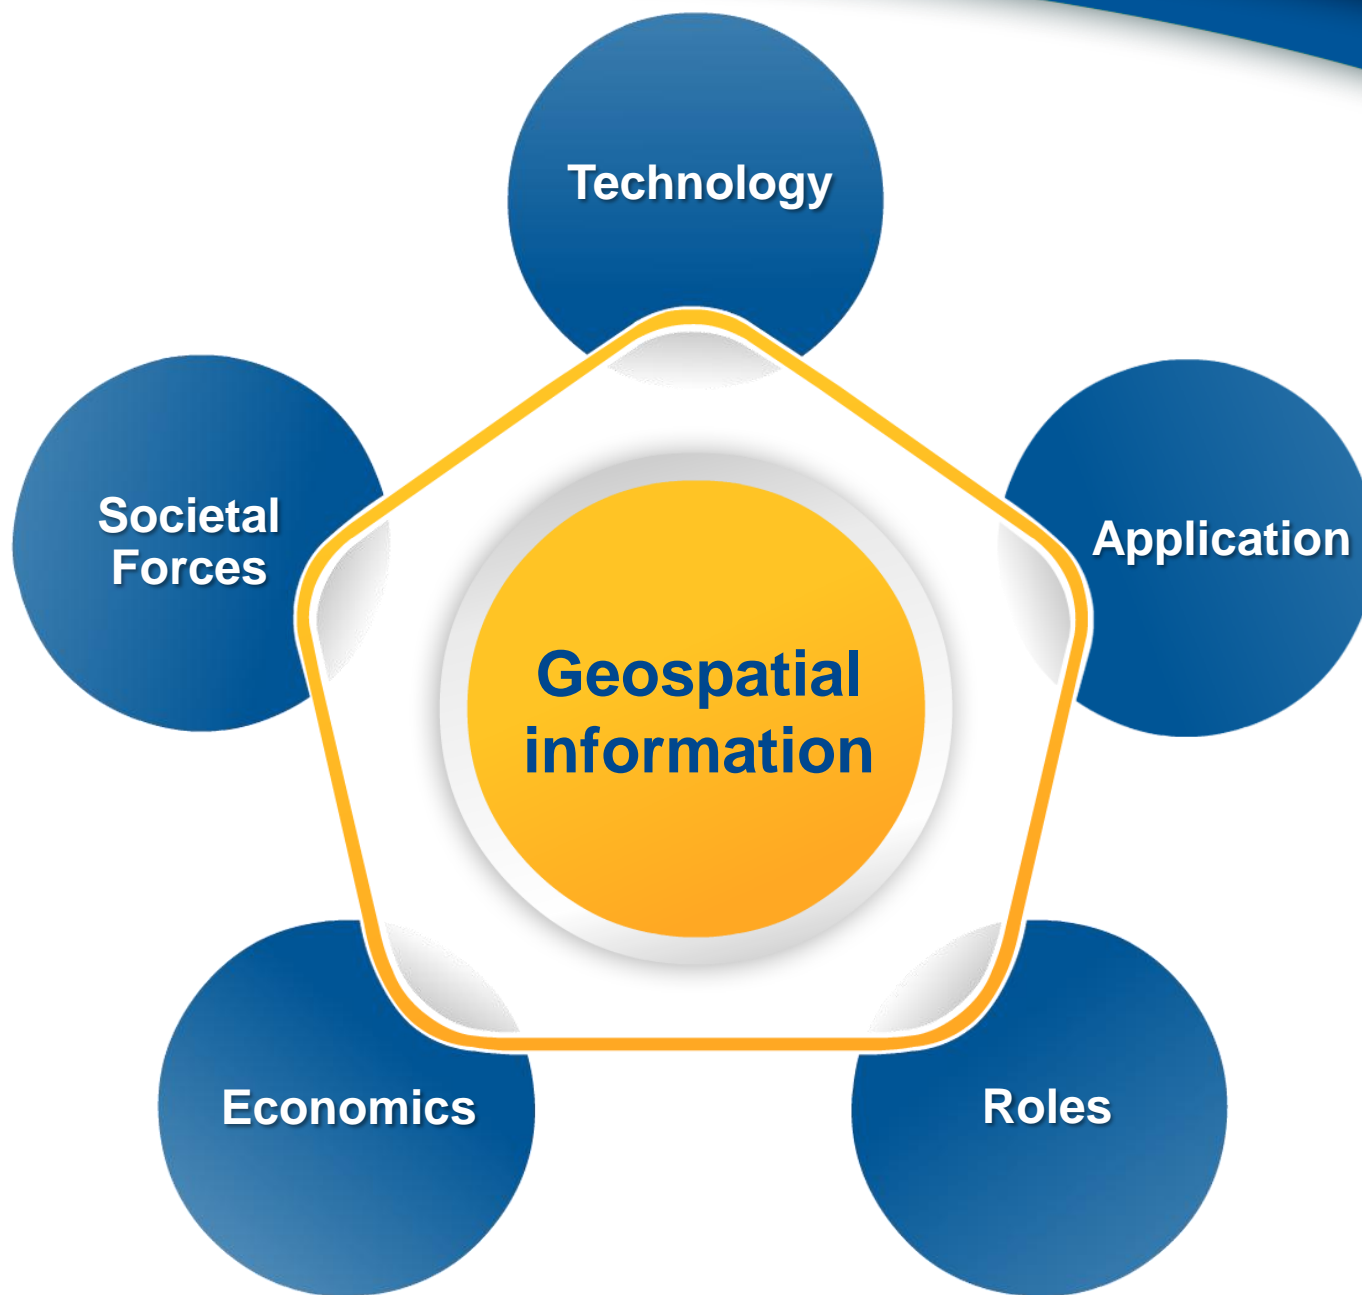 Technology
Societal
Forces
Application
Geospatial
information
Economics
Roles